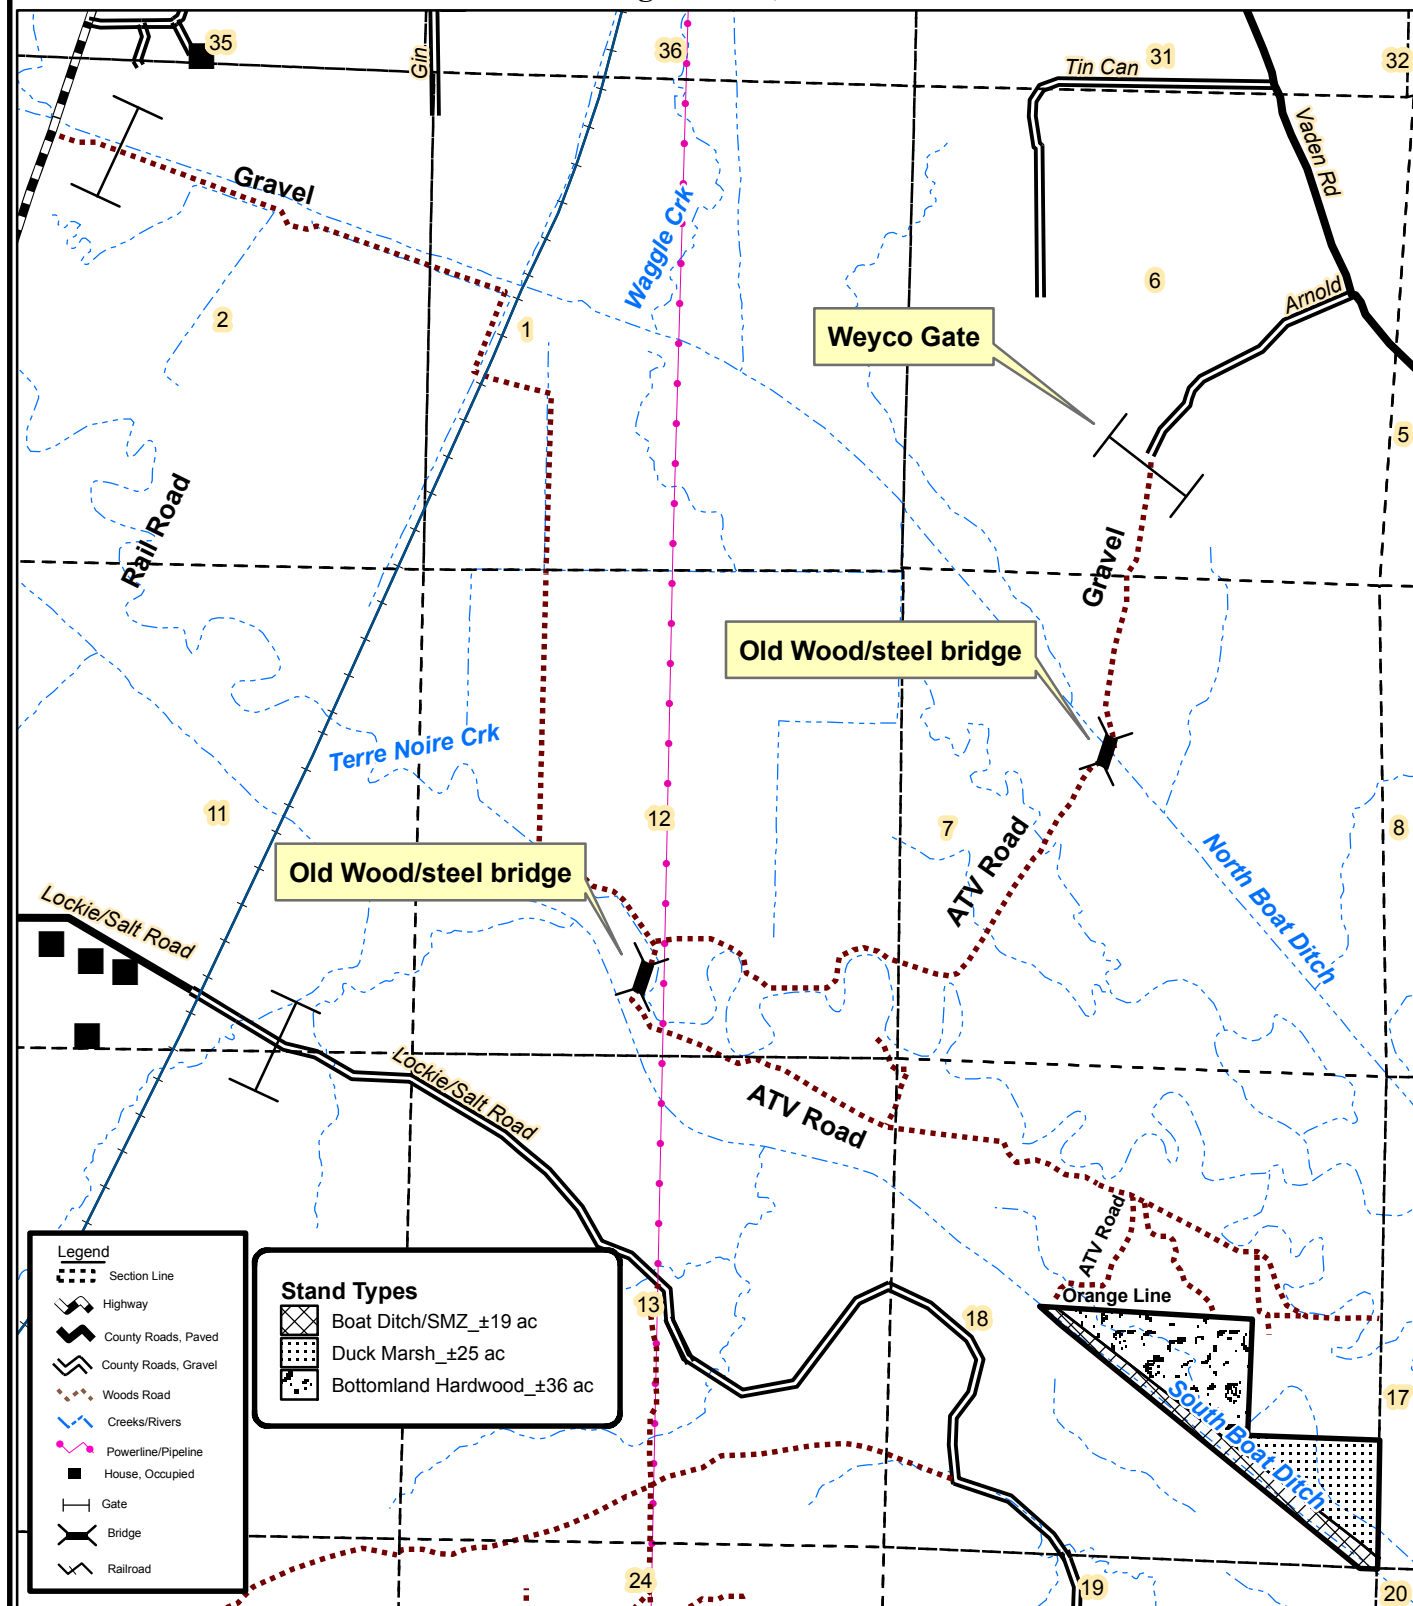 35
36
31
32
Gin
Tin Can
Vaden Rd
Gravel
Waggle Crk
6
Arnold
2
1
Weyco Gate
5
Rail Road
Gravel
Old Wood/steel bridge
Terre Noire Crk
11
12
7
8
ATV Road
North Boat Ditch
Old Wood/steel bridge
Lockie/Salt Road
Lockie/Salt Road
ATV Road
ATV Road
Orange Line
13
18
17
South Boat Ditch
24
19
20
Legend
Section Line
Highway
County Roads, Paved
County Roads, Gravel
Woods Road
Creeks/Rivers
Powerline/Pipeline
House, Occupied
Gate
Bridge
Railroad
Stand Types
Boat Ditch/SMZ_±19 ac
Duck Marsh_±25 ac
Bottomland Hardwood_±36 ac